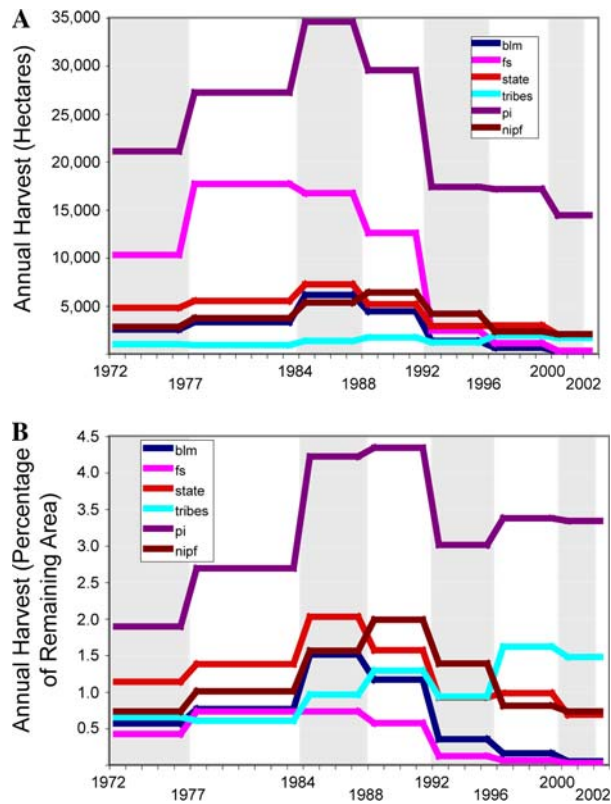 A
Annual Harvest (Hectares)
35,000
30,000
25,000
20,000
15,000
10,000
5,000
blm
fs
state
tribes
pi
nipf
1972
1977
1984
1988
1992
1996
2000
2002
B
Annual Harvest (Percentage
of Remaining Area)
4.5
4.0
3.5
3.0
2.5
2.0
1.5
1.0
0.5
blm
fs
state
tribes
pi
nipf
1972
1977
1984
1988
1992
1996
2000
2002